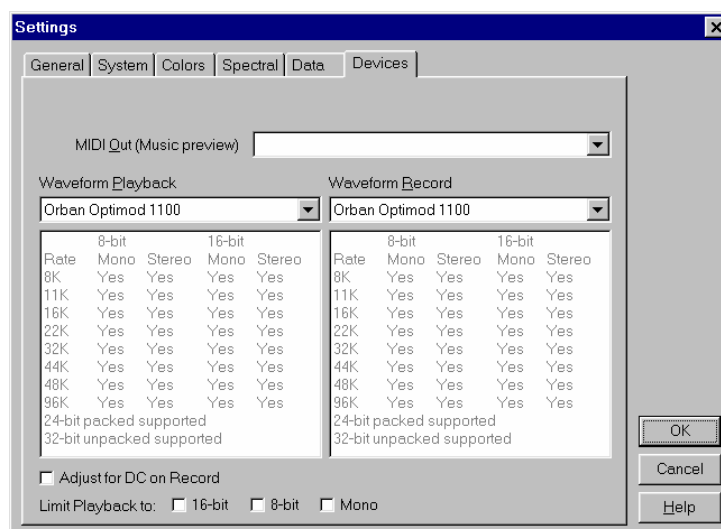 Settings
General System Colors Spectral Data Devices
MIDI Out (Music preview)
Waveform Playback
Orban Optimod 1100
8-bit 16-bit
Rate Mono Stereo Mono Stereo
8K Yes Yes Yes Yes
11K Yes Yes Yes Yes
16K Yes Yes Yes Yes
22K Yes Yes Yes Yes
32K Yes Yes Yes Yes
44K Yes Yes Yes Yes
48K Yes Yes Yes Yes
96K Yes Yes Yes Yes
24-bit packed supported
32-bit unpacked supported
Waveform Record
Orban Optimod 1100
8-bit 16-bit
Rate Mono Stereo Mono Stereo
8K Yes Yes Yes Yes
11K Yes Yes Yes Yes
16K Yes Yes Yes Yes
22K Yes Yes Yes Yes
32K Yes Yes Yes Yes
44K Yes Yes Yes Yes
48K Yes Yes Yes Yes
96K Yes Yes Yes Yes
24-bit packed supported
32-bit unpacked supported
Adjust for DC on Record
Limit Playback to: 16-bit 8-bit Mono
OK
Cancel
Help